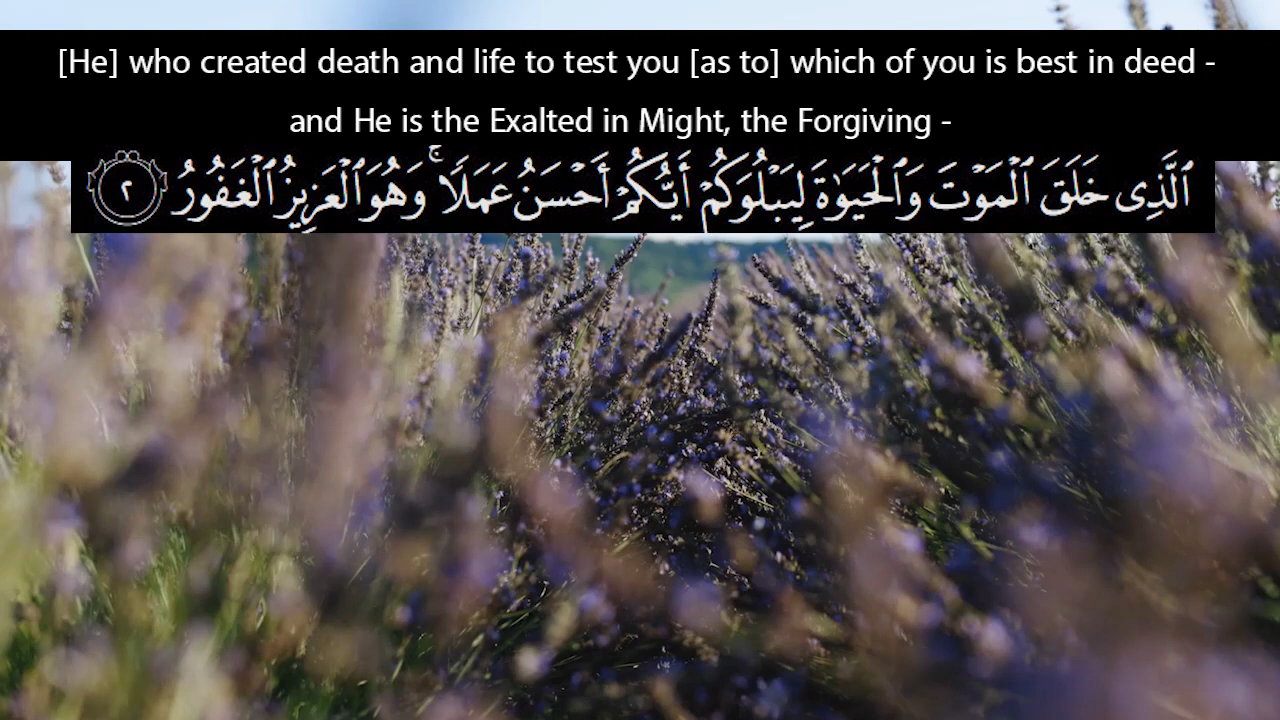 [He] who created death and life to test you [as to] which of you is best in deed -
and He is the Exalted in Might, the Forgiving -
ٱلَّذِى خَلَقَ ٱلْمَوْتَ وَٱلْحَيَوٰةَ لِيَبْلُوَكُمْ أَيُّكُمْ أَحْسَنُ عَمَلًا ۚ وَهُوَ ٱلْعَزِيزُ ٱلْغَفُورُ ٢